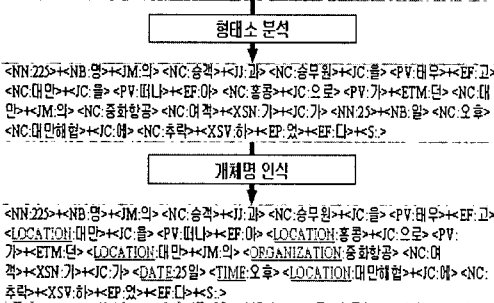 형태소 분석
<NN:225>+<NB:명>+<JM:의> <NC:승객>+<JJ:과> <NC:승무원>+<JC:을> <PV:태우>+<EF:고>
<NC:대만>+<JC:을> <PV:떠나>+<EF:아> <NC:홍콩>+<JC:으로> <PV:가>+<ETM:던> <NC:대
만>+<JM:의> <NC:중화항공> <NC:여객>+<XSN:기>+<JC:가> <NN:25>+<NB:일> <NC:오후>
<NC:대만해협>+<JC:에> <NC:추락>+<XSV:하>+<EP:었>+<EF:다>+<S:.>
개체명 인식
<NN:225>+<NB:명>+<JM:의> <NC:승객>+<JJ:과> <NC:승무원>+<JC:을> <PV:태우>+<EF:고>
<LOCATION:대만>+<JC:을> <PV:떠나>+<EF:아> <LOCATION:홍콩>+<JC:으로> <PV:
가>+<ETM:던> <LOCATION:대만>+<JM:의> <ORGANIZATION:중화항공> <NC:여
객>+<XSN:기>+<JC:가> <DATE:25일> <TIME:오후> <LOCATION:대만해협>+<JC:에> <NC:
추락>+<XSV:하>+<EP:었>+<EF:다>+<S:.>